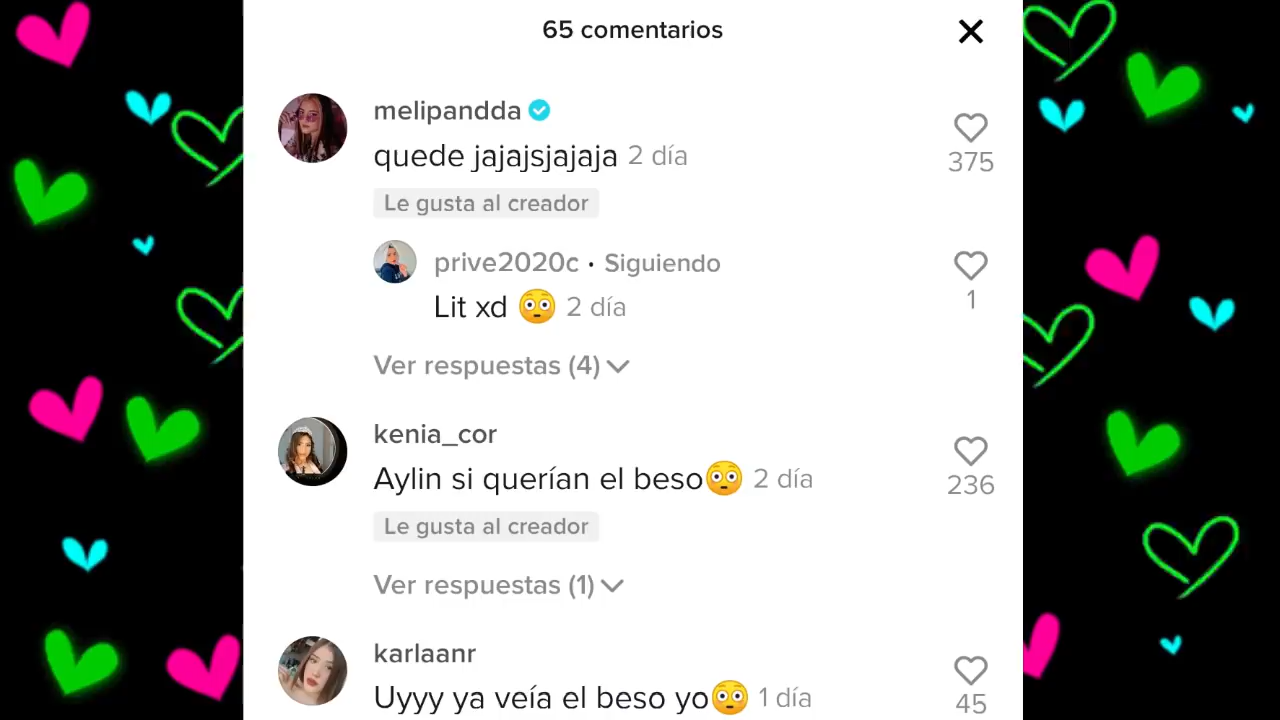 65 comentarios
melipandda
quede jajajsjajaja 2 día
375
Le gusta al creador
prive2020c · Siguiendo
Lit xd 😳 2 día
1
Ver respuestas (4)
kenia_cor
Aylin si querían el beso😳 2 día
236
Le gusta al creador
Ver respuestas (1)
karlaanr
Uyyy ya veía el beso yo😳 1 día
45